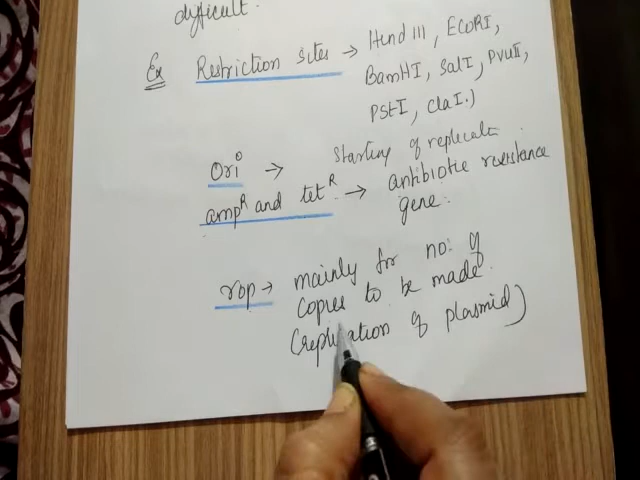 difficult.
Ex Restriction sites → Hind III, ECORI,
BamHI, SalI, PVUII,
PStI, ClaI.)
Ori → Starting of replicatn.
ampR and tetR → antibiotic resistance
gene.
rop → mainly for no: of
copies to be made.
(replication of plasmid)